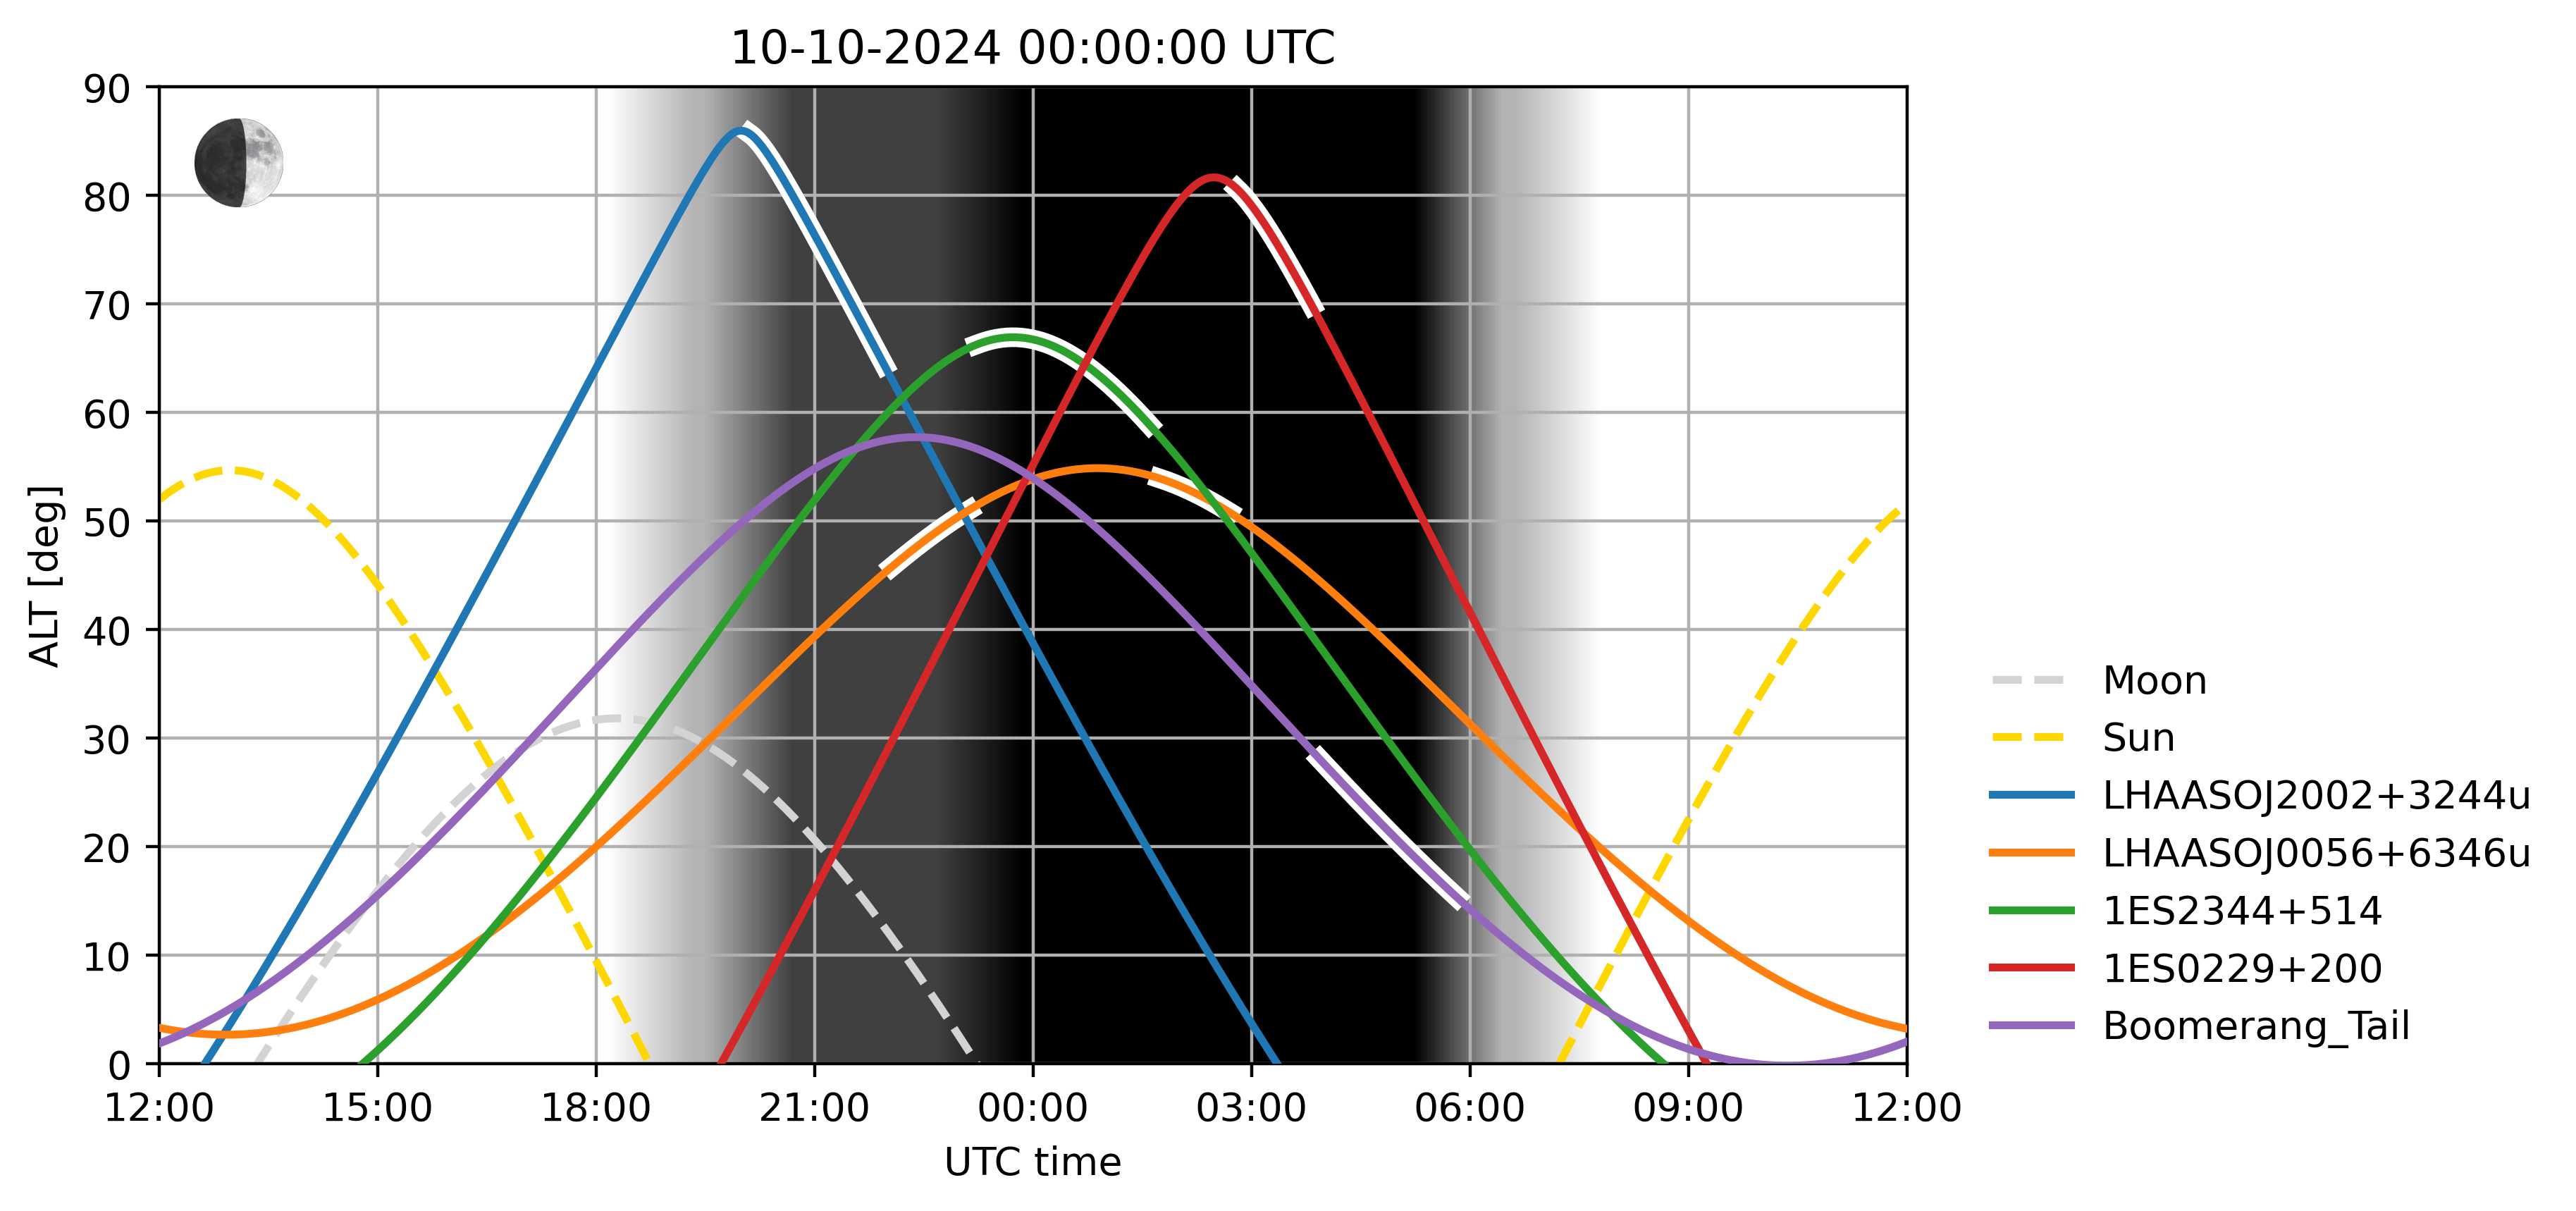 10-10-2024 00:00:00 UTC
90
80
70
60
50
40
30
20
10
0
ALT [deg]
12:00 15:00 18:00 21:00 00:00 03:00 06:00 09:00 12:00
UTC time
Moon
Sun
LHAASOJ2002+3244u
LHAASOJ0056+6346u
1ES2344+514
1ES0229+200
Boomerang_Tail